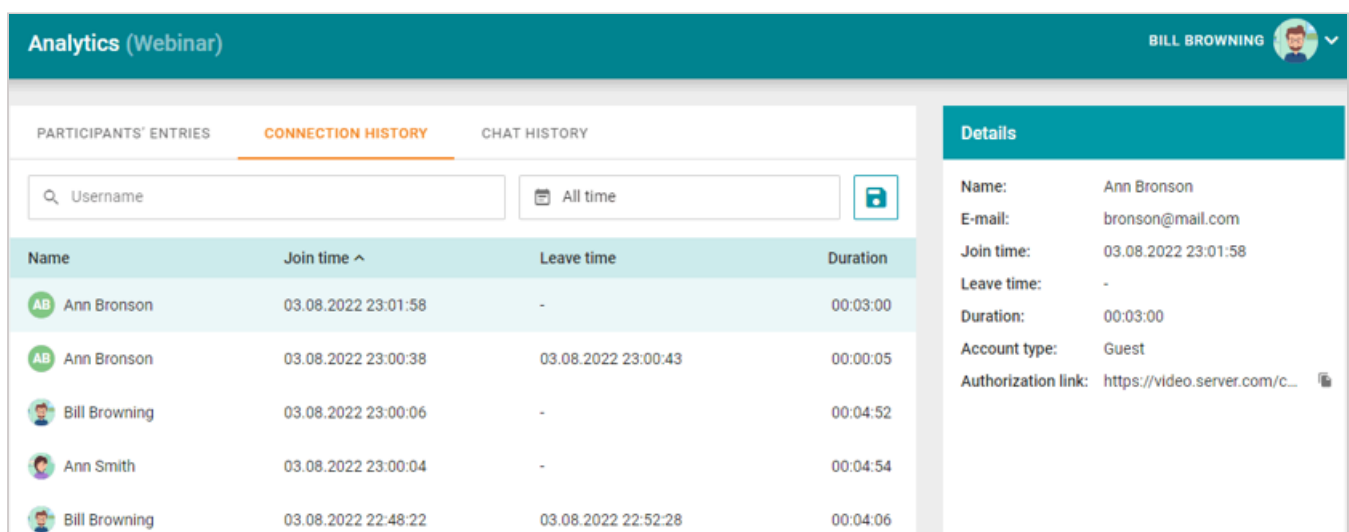 Analytics (Webinar)
BILL BROWNING
PARTICIPANTS' ENTRIES CONNECTION HISTORY CHAT HISTORY
Username All time
Name Join time Leave time Duration
AB Ann Bronson 03.08.2022 23:01:58 - 00:03:00
AB Ann Bronson 03.08.2022 23:00:38 03.08.2022 23:00:43 00:00:05
Bill Browning 03.08.2022 23:00:06 - 00:04:52
Ann Smith 03.08.2022 23:00:04 - 00:04:54
Bill Browning 03.08.2022 22:48:22 03.08.2022 22:52:28 00:04:06
Details
Name: Ann Bronson
E-mail: bronson@mail.com
Join time: 03.08.2022 23:01:58
Leave time: -
Duration: 00:03:00
Account type: Guest
Authorization link: https://video.server.com/c...